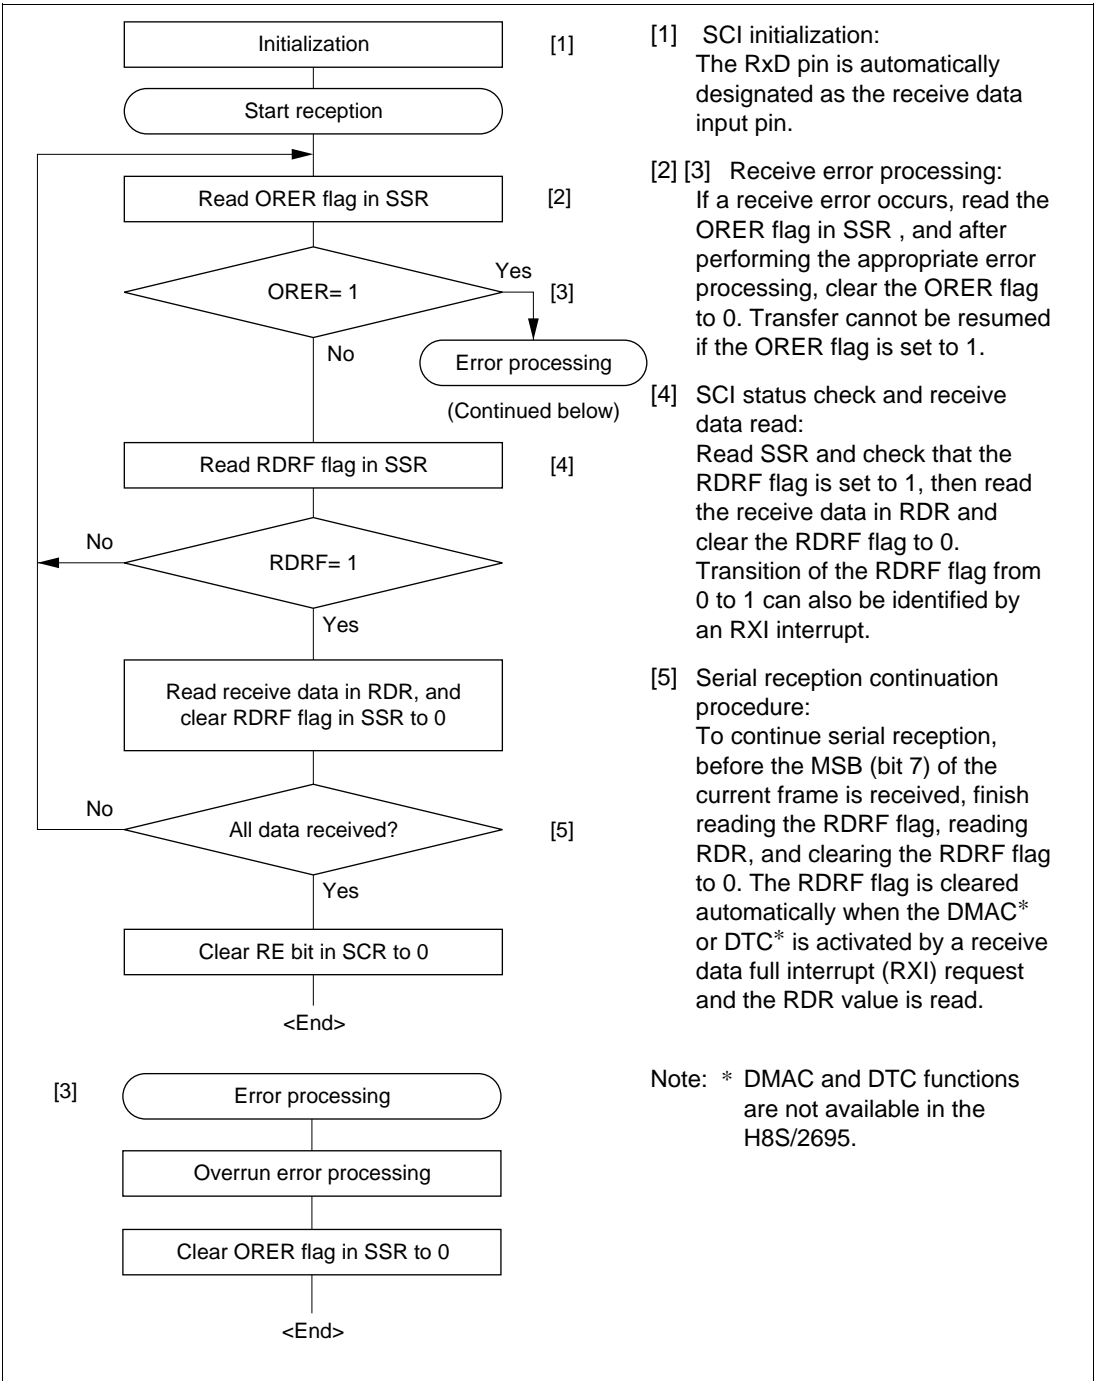 Initialization
[1]
Start reception
Read ORER flag in SSR
[2]
ORER= 1
Yes
[3]
No
Error processing
(Continued below)
Read RDRF flag in SSR
[4]
No
RDRF= 1
Yes
Read receive data in RDR, and
clear RDRF flag in SSR to 0
No
All data received?
[5]
Yes
Clear RE bit in SCR to 0
<End>
[3]
Error processing
Overrun error processing
Clear ORER flag in SSR to 0
<End>
[1] SCI initialization:
The RxD pin is automatically
designated as the receive data
input pin.
[2] [3] Receive error processing:
If a receive error occurs, read the
ORER flag in SSR , and after
performing the appropriate error
processing, clear the ORER flag
to 0. Transfer cannot be resumed
if the ORER flag is set to 1.
[4] SCI status check and receive
data read:
Read SSR and check that the
RDRF flag is set to 1, then read
the receive data in RDR and
clear the RDRF flag to 0.
Transition of the RDRF flag from
0 to 1 can also be identified by
an RXI interrupt.
[5] Serial reception continuation
procedure:
To continue serial reception,
before the MSB (bit 7) of the
current frame is received, finish
reading the RDRF flag, reading
RDR, and clearing the RDRF flag
to 0. The RDRF flag is cleared
automatically when the DMAC*
or DTC* is activated by a receive
data full interrupt (RXI) request
and the RDR value is read.
Note: * DMAC and DTC functions
are not available in the
H8S/2695.